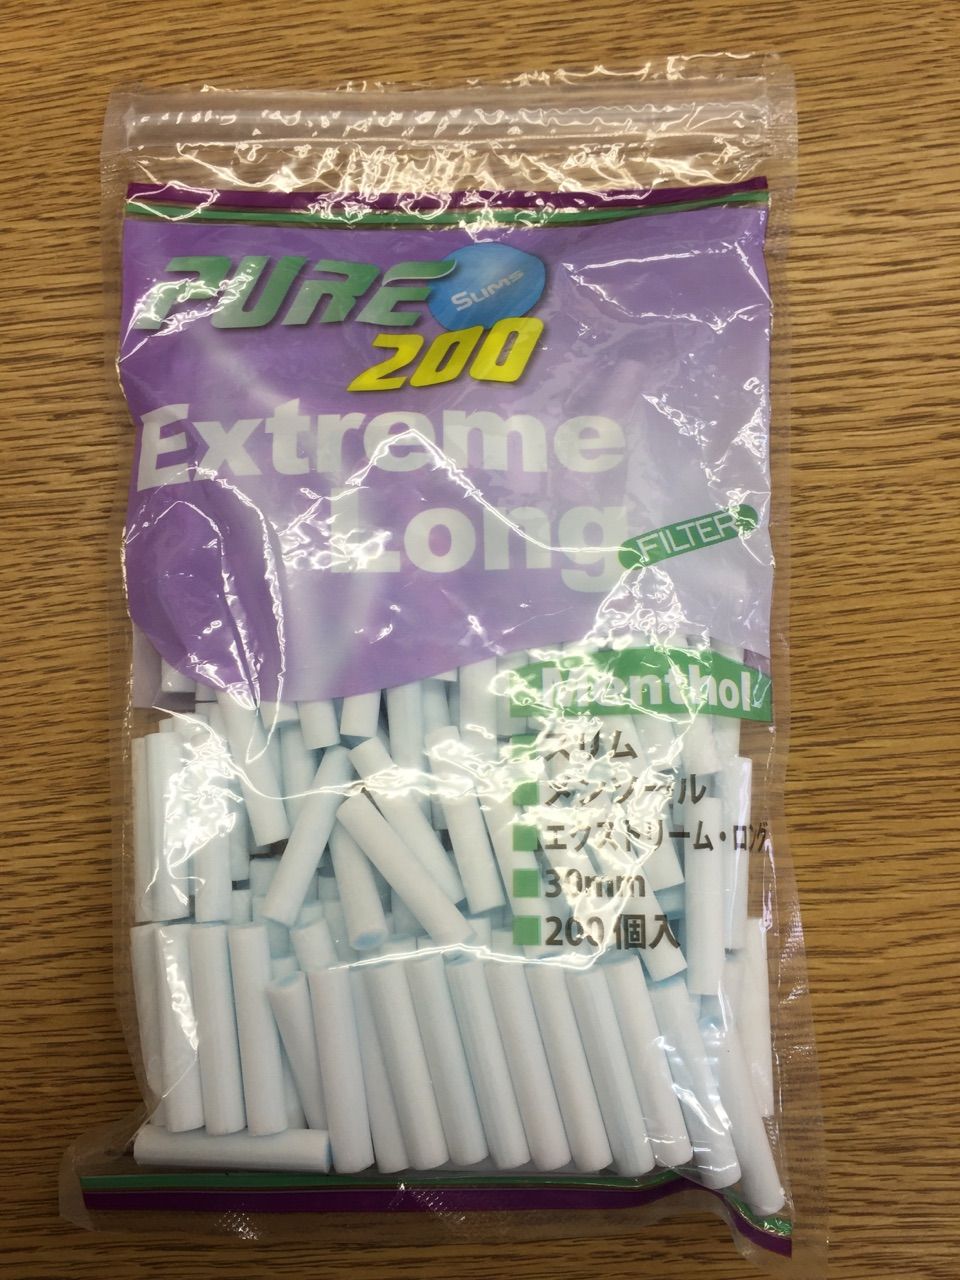 PURE Slims
200
Extreme
Long
FILTER
Menthol
スリム
メンソール
エクストリーム・ロング
30mm
200個入